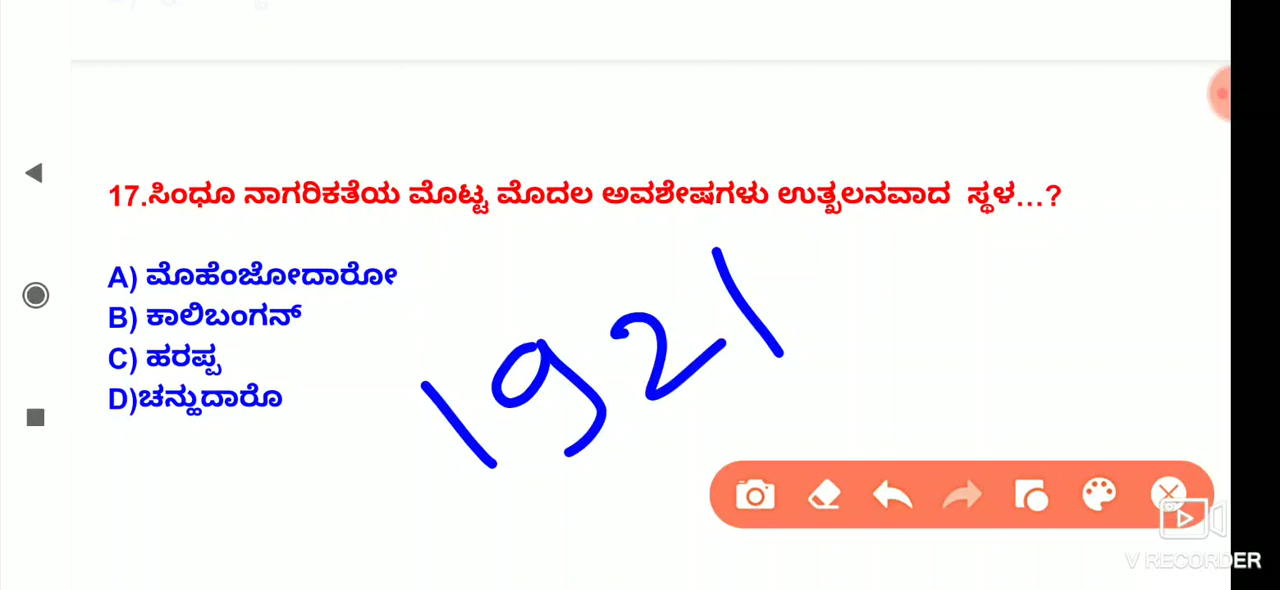 17.ಸಿಂಧೂ ನಾಗರಿಕತೆಯ ಮೊಟ್ಟ ಮೊದಲ ಅವಶೇಷಗಳು ಉತ್ಖಲನವಾದ ಸ್ಥಳ...?
A) ಮೊಹೆಂಜೋದಾರೋ
B) ಕಾಲಿಬಂಗನ್
C) ಹರಪ್ಪ
D)ಚನ್ಹುದಾರೊ
1921
V RECORDER